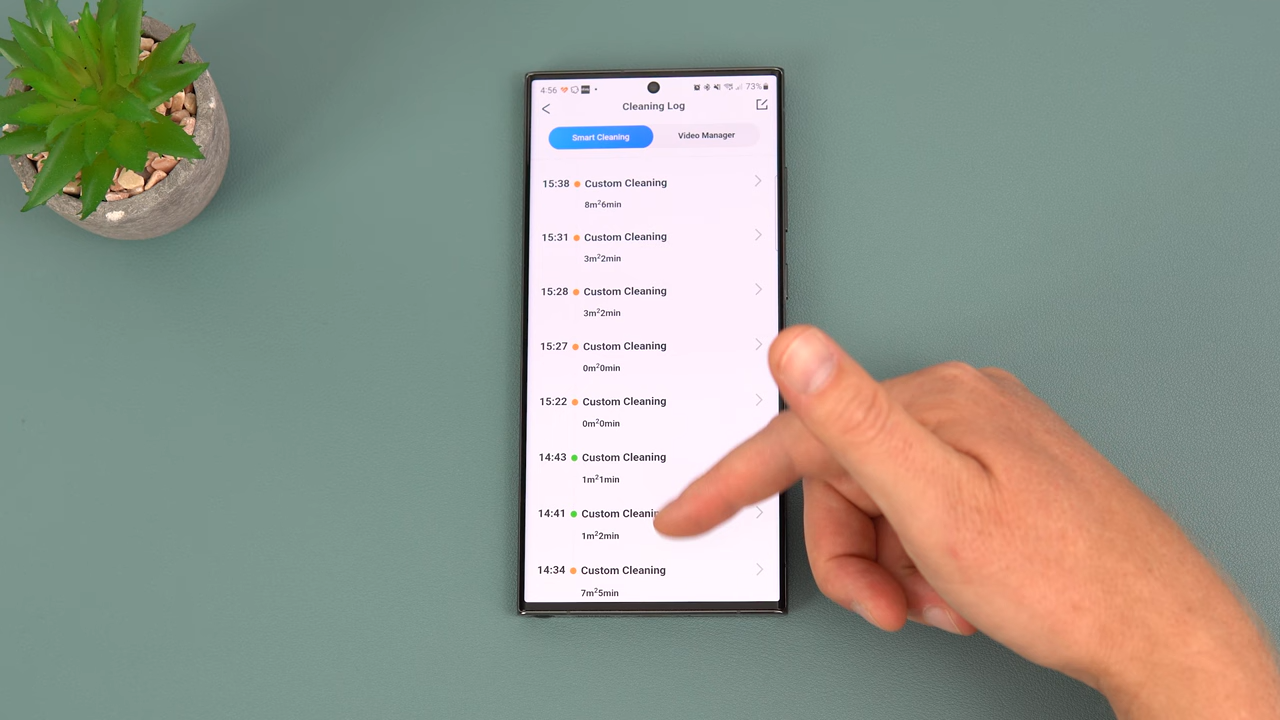 4:56 73%
Cleaning Log
Smart Cleaning Video Manager
15:38 Custom Cleaning
8m²6min
15:31 Custom Cleaning
3m²2min
15:28 Custom Cleaning
3m²2min
15:27 Custom Cleaning
0m²0min
15:22 Custom Cleaning
0m²0min
14:43 Custom Cleaning
1m²1min
14:41 Custom Cleanin
1m²2min
14:34 Custom Cleaning
7m²5min